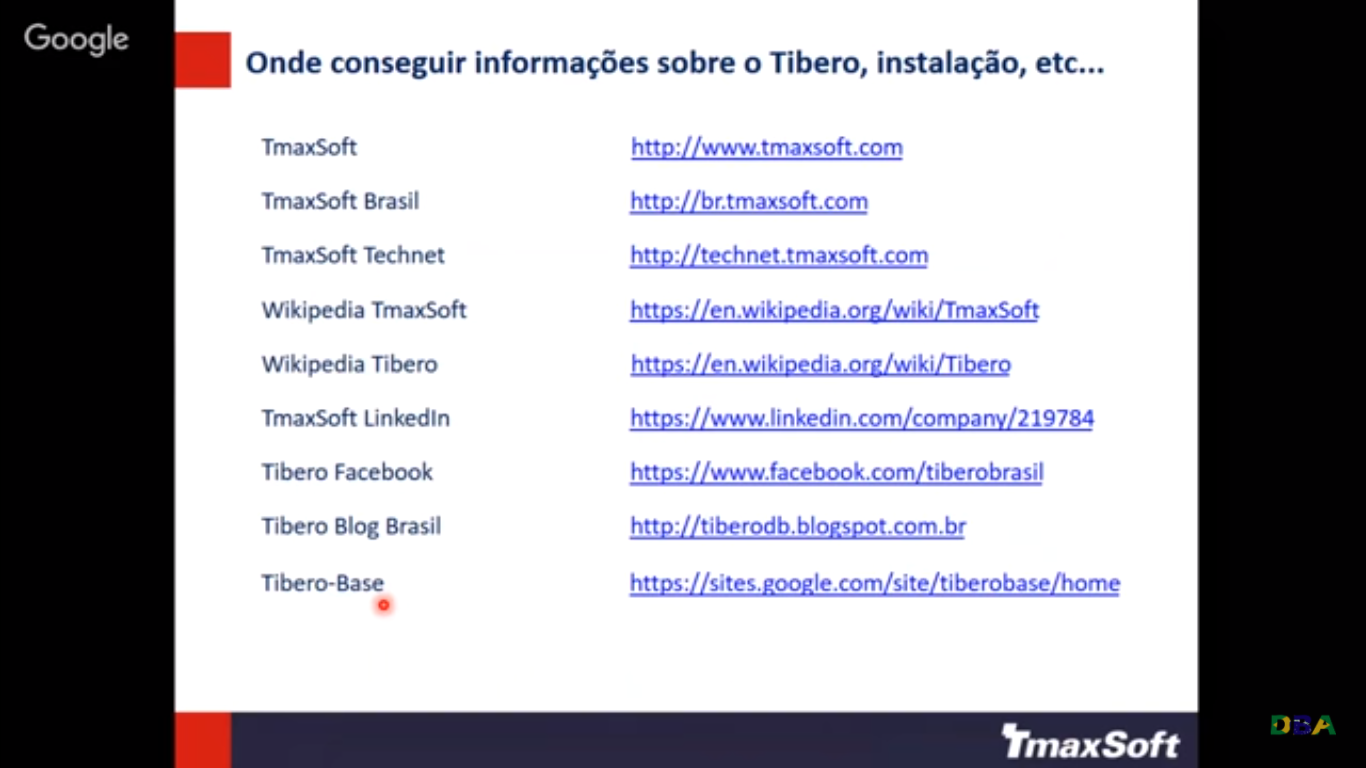 Google
Onde conseguir informações sobre o Tibero, instalação, etc...
TmaxSoft http://www.tmaxsoft.com
TmaxSoft Brasil http://br.tmaxsoft.com
TmaxSoft Technet http://technet.tmaxsoft.com
Wikipedia TmaxSoft https://en.wikipedia.org/wiki/TmaxSoft
Wikipedia Tibero https://en.wikipedia.org/wiki/Tibero
TmaxSoft LinkedIn https://www.linkedin.com/company/219784
Tibero Facebook https://www.facebook.com/tiberobrasil
Tibero Blog Brasil http://tiberodb.blogspot.com.br
Tibero-Base https://sites.google.com/site/tiberobase/home
TmaxSoft
DBA